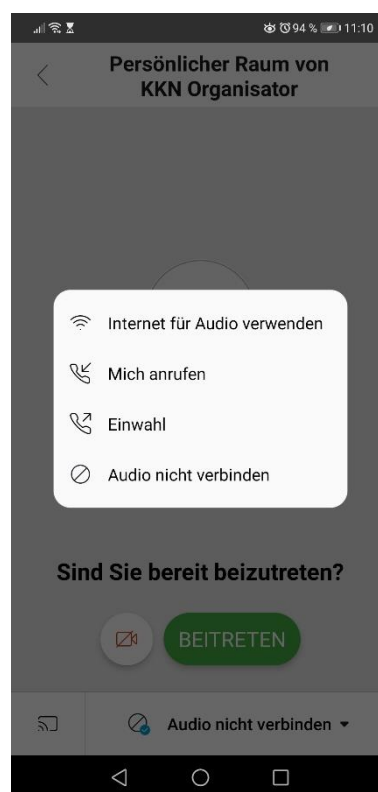 94 % 11:10
Persönlicher Raum von
KKN Organisator
Internet für Audio verwenden
Mich anrufen
Einwahl
Audio nicht verbinden
Sind Sie bereit beizutreten?
BEITRETEN
Audio nicht verbinden